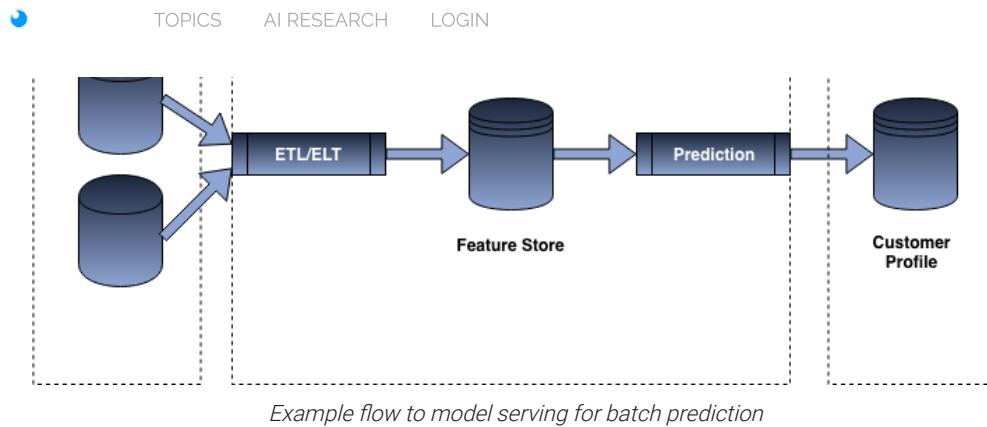 TOPICS AI RESEARCH LOGIN
ETL/ELT
Prediction
Feature Store
Customer
Profile
Example flow to model serving for batch prediction